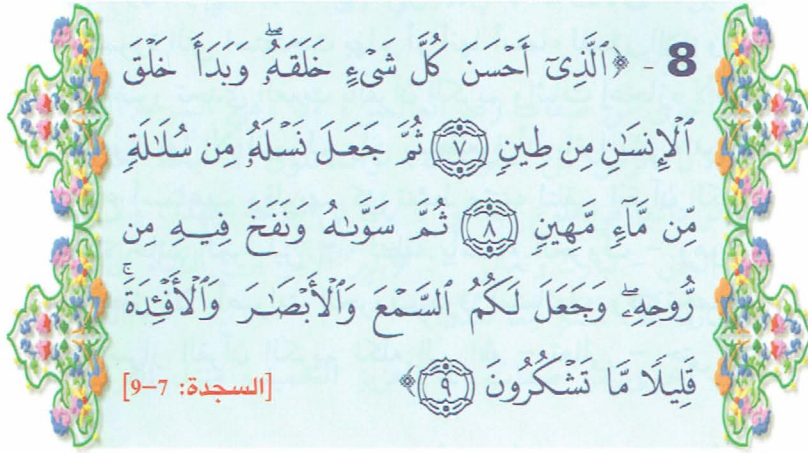 8 - ﴿ٱلَّذِىٓ أَحْسَنَ كُلَّ شَىْءٍ خَلَقَهُۥۖ وَبَدَأَ خَلْقَ
ٱلْإِنسَـٰنِ مِن طِينٍ ٧ ثُمَّ جَعَلَ نَسْلَهُۥ مِن سُلَـٰلَةٍ
مِّن مَّآءٍ مَّهِينٍ ٨ ثُمَّ سَوَّىٰهُ وَنَفَخَ فِيهِ مِن
رُّوحِهِۦۖ وَجَعَلَ لَكُمُ ٱلسَّمْعَ وَٱلْأَبْصَـٰرَ وَٱلْأَفْـِٔدَةَۚ
قَلِيلًا مَّا تَشْكُرُونَ ٩﴾ [السجدة: 7-9]